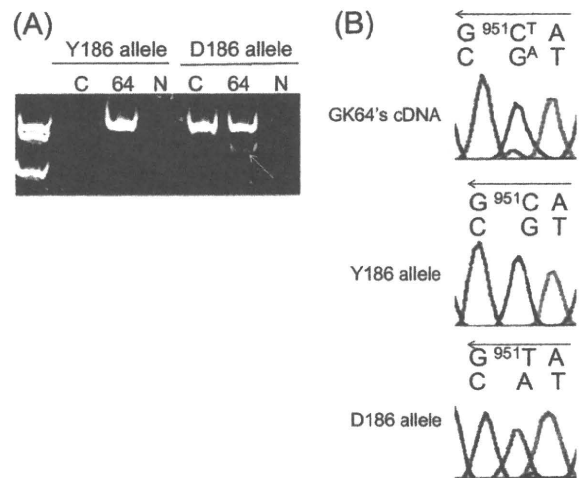 (A)
Y186 allele D186 allele
C 64 N C 64 N
(B)
G ⁹⁵¹Cᵀ A
C Gᴬ T
GK64's cDNA
G ⁹⁵¹C A
C G T
Y186 allele
G ⁹⁵¹T A
C A T
D186 allele